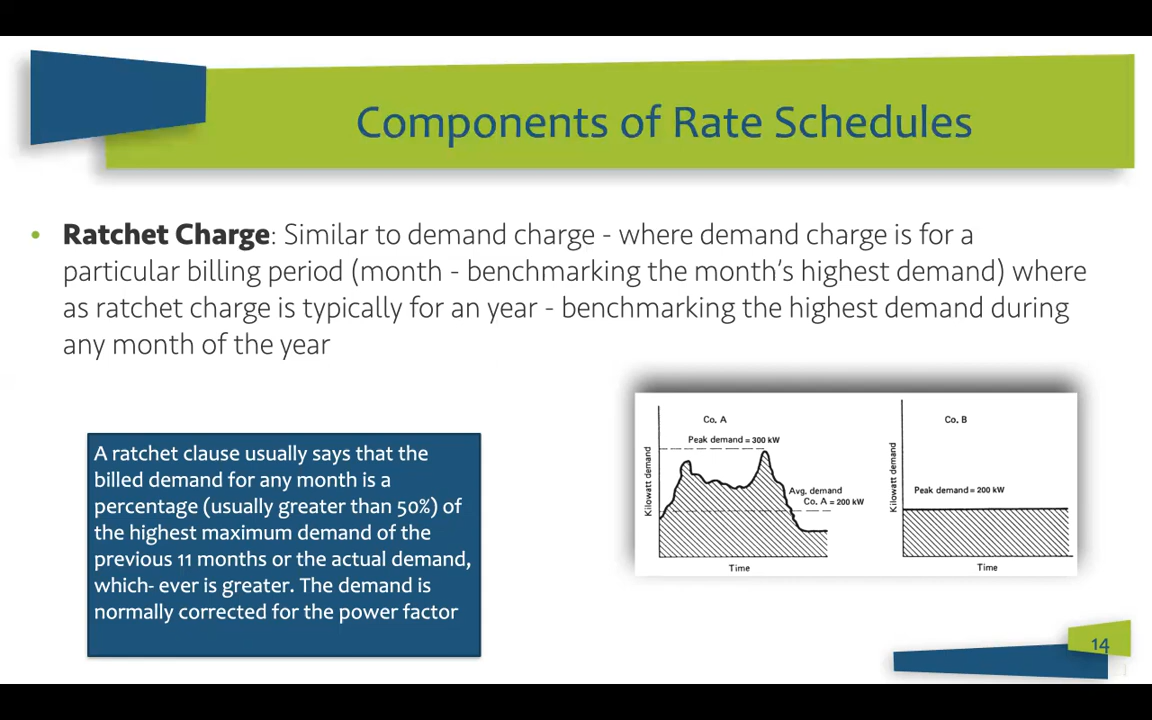 Components of Rate Schedules
• Ratchet Charge: Similar to demand charge - where demand charge is for a
particular billing period (month - benchmarking the month's highest demand) where
as ratchet charge is typically for an year - benchmarking the highest demand during
any month of the year
A ratchet clause usually says that the
billed demand for any month is a
percentage (usually greater than 50%) of
the highest maximum demand of the
previous 11 months or the actual demand,
which- ever is greater. The demand is
normally corrected for the power factor
Co. A
Peak demand = 300 kW
Kilowatt demand
Avg. demand
Co. A = 200 kW
Time
Co. B
Kilowatt demand
Peak demand = 200 kW
Time
14